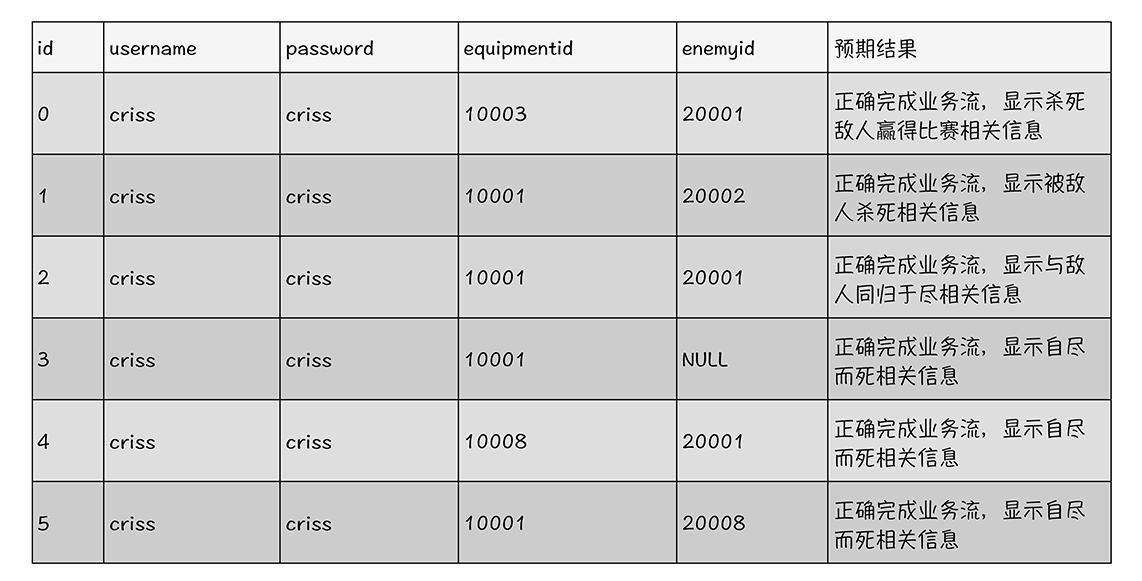 id username password equipmentid enemyid 预期结果
0 criss criss 10003 20001 正确完成业务流，显示杀死
敌人赢得比赛相关信息
1 criss criss 10001 20002 正确完成业务流，显示被敌
人杀死相关信息
2 criss criss 10001 20001 正确完成业务流，显示与敌
人同归于尽相关信息
3 criss criss 10001 NULL 正确完成业务流，显示自尽
而死相关信息
4 criss criss 10008 20001 正确完成业务流，显示自尽
而死相关信息
5 criss criss 10001 20008 正确完成业务流，显示自尽
而死相关信息